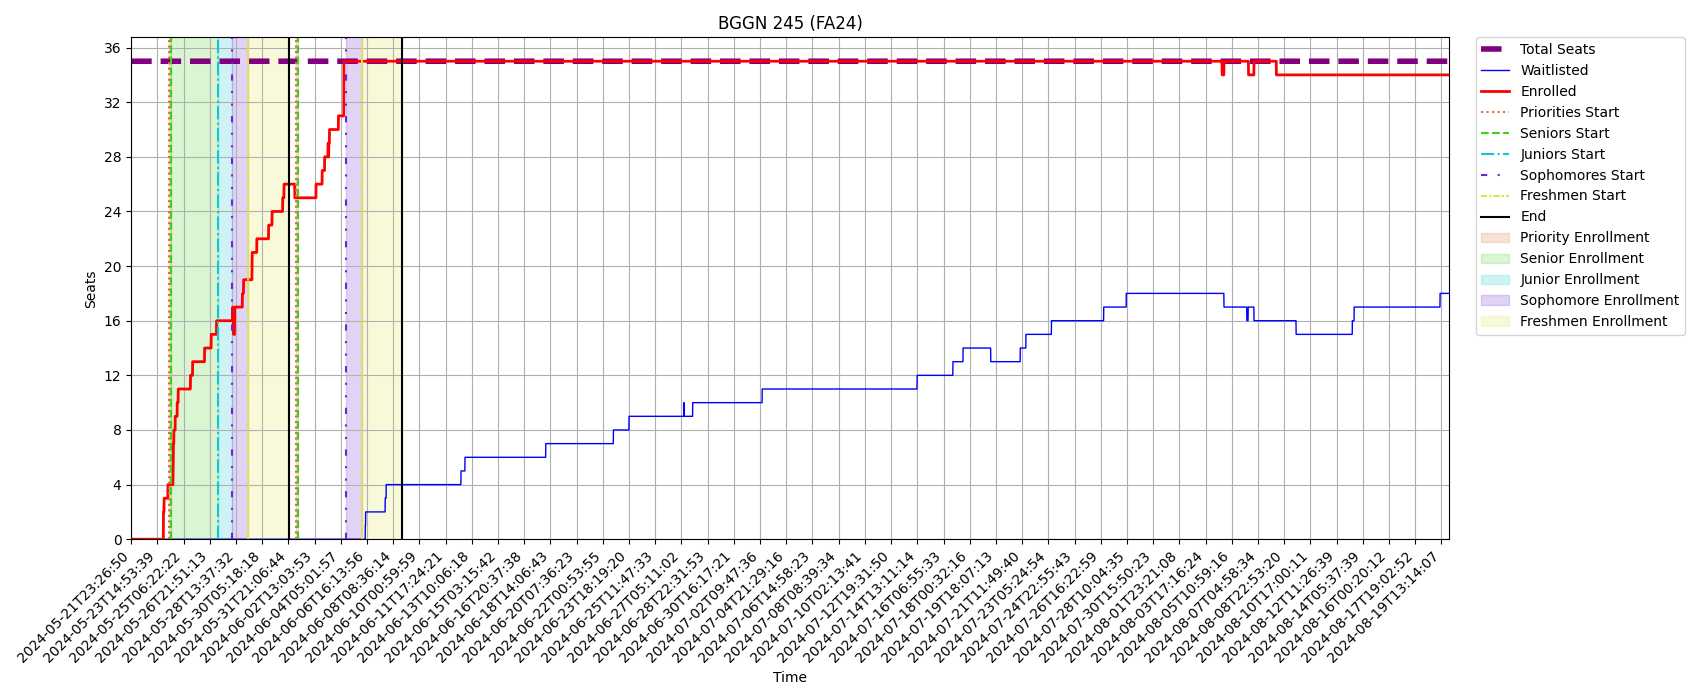 BGGN 245 (FA24)
Seats
36
32
28
24
20
16
12
8
4
0
2024-05-21T23:26:50
2024-05-23T14:53:39
2024-05-25T06:22:22
2024-05-26T21:51:13
2024-05-28T13:37:32
2024-05-30T05:18:18
2024-05-31T21:06:44
2024-06-02T13:03:53
2024-06-04T05:01:57
2024-06-06T16:13:56
2024-06-08T08:36:14
2024-06-10T00:59:59
2024-06-11T17:24:21
2024-06-13T10:06:18
2024-06-15T03:15:42
2024-06-16T20:37:38
2024-06-18T14:06:43
2024-06-20T07:36:23
2024-06-22T00:53:55
2024-06-23T18:19:20
2024-06-25T11:47:33
2024-06-27T05:11:02
2024-06-28T22:31:53
2024-06-30T16:17:21
2024-07-02T09:47:36
2024-07-04T21:29:16
2024-07-06T14:58:23
2024-07-08T08:39:34
2024-07-10T02:13:41
2024-07-12T19:31:50
2024-07-14T13:11:14
2024-07-16T06:55:33
2024-07-18T00:32:16
2024-07-19T18:07:13
2024-07-21T11:49:40
2024-07-23T05:24:54
2024-07-24T22:55:43
2024-07-26T16:22:59
2024-07-28T10:04:35
2024-07-30T15:50:23
2024-08-01T23:21:08
2024-08-03T17:16:24
2024-08-05T10:59:16
2024-08-07T04:58:34
2024-08-08T22:53:20
2024-08-10T17:00:11
2024-08-12T11:26:39
2024-08-14T05:37:39
2024-08-16T00:20:12
2024-08-17T19:02:52
2024-08-19T13:14:07
Time
Total Seats
Waitlisted
Enrolled
Priorities Start
Seniors Start
Juniors Start
Sophomores Start
Freshmen Start
End
Priority Enrollment
Senior Enrollment
Junior Enrollment
Sophomore Enrollment
Freshmen Enrollment